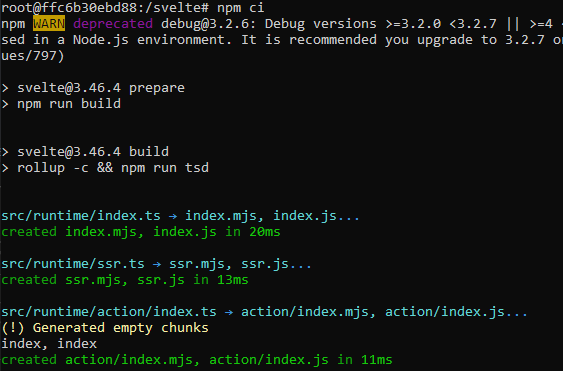 root@ffc6b30ebd88:/svelte# npm ci
npm WARN deprecated debug@3.2.6: Debug versions >=3.2.0 <3.2.7 || >=4 <
sed in a Node.js environment. It is recommended you upgrade to 3.2.7 o
ues/797)
> svelte@3.46.4 prepare
> npm run build
> svelte@3.46.4 build
> rollup -c && npm run tsd
src/runtime/index.ts → index.mjs, index.js...
created index.mjs, index.js in 20ms
src/runtime/ssr.ts → ssr.mjs, ssr.js...
created ssr.mjs, ssr.js in 13ms
src/runtime/action/index.ts → action/index.mjs, action/index.js...
(!) Generated empty chunks
index, index
created action/index.mjs, action/index.js in 11ms